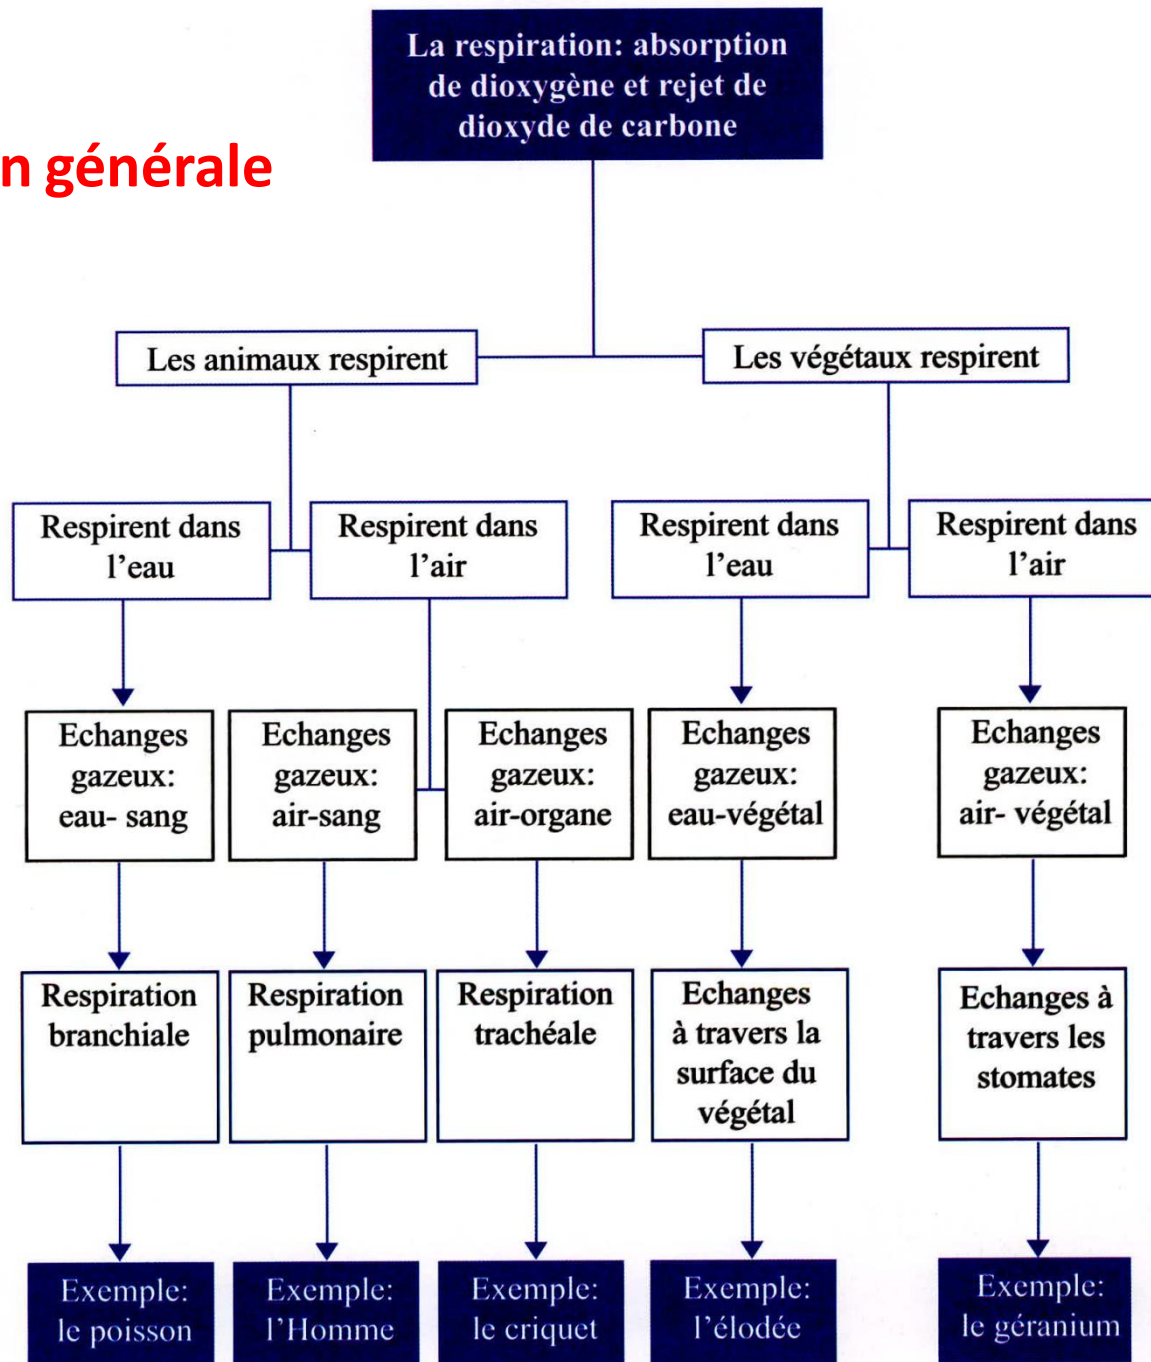 La respiration: absorption
de dioxygène et rejet de
dioxyde de carbone
n générale
Les animaux respirent
Les végétaux respirent
Respirent dans
l'eau
Respirent dans
l'air
Respirent dans
l'eau
Respirent dans
l'air
Echanges
gazeux:
eau- sang
Echanges
gazeux:
air-sang
Echanges
gazeux:
air-organe
Echanges
gazeux:
eau-végétal
Echanges
gazeux:
air- végétal
Respiration
branchiale
Respiration
pulmonaire
Respiration
trachéale
Echanges
à travers la
surface du
végétal
Echanges à
travers les
stomates
Exemple:
le poisson
Exemple:
l'Homme
Exemple:
le criquet
Exemple:
l'élodée
Exemple:
le géranium